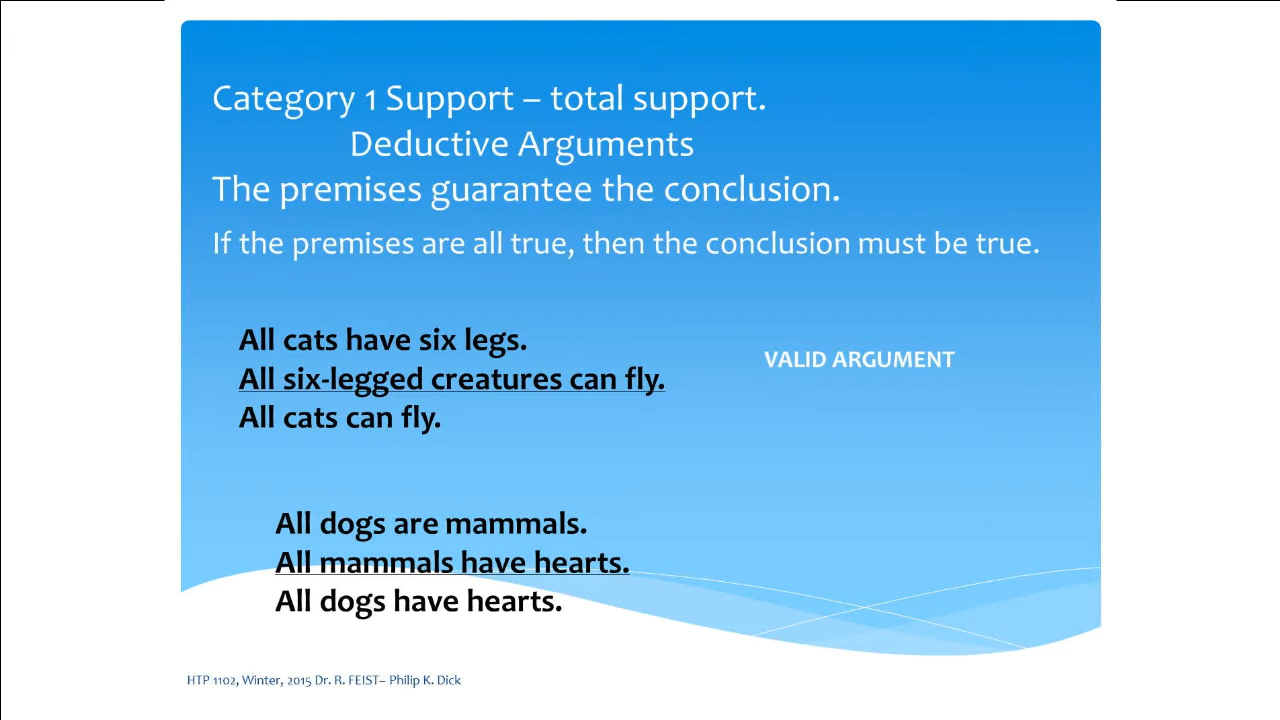 Category 1 Support – total support.
Deductive Arguments
The premises guarantee the conclusion.
If the premises are all true, then the conclusion must be true.
All cats have six legs.
All six-legged creatures can fly.
All cats can fly.
VALID ARGUMENT
All dogs are mammals.
All mammals have hearts.
All dogs have hearts.
HTP 1102, Winter, 2015 Dr. R. FEIST– Philip K. Dick